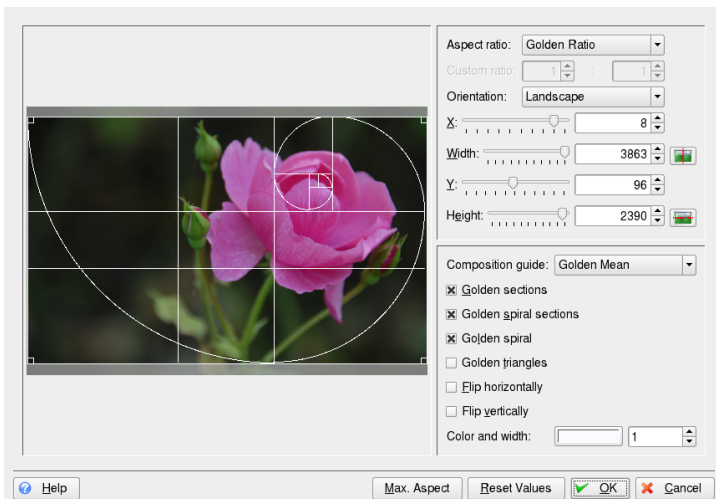 Aspect ratio: Golden Ratio
Custom ratio: 1 : 1
Orientation: Landscape
X: 8
Width: 3863
Y: 96
Height: 2390
Composition guide: Golden Mean
Golden sections
Golden spiral sections
Golden spiral
Golden triangles
Flip horizontally
Flip vertically
Color and width: 1
Help Max. Aspect Reset Values OK Cancel